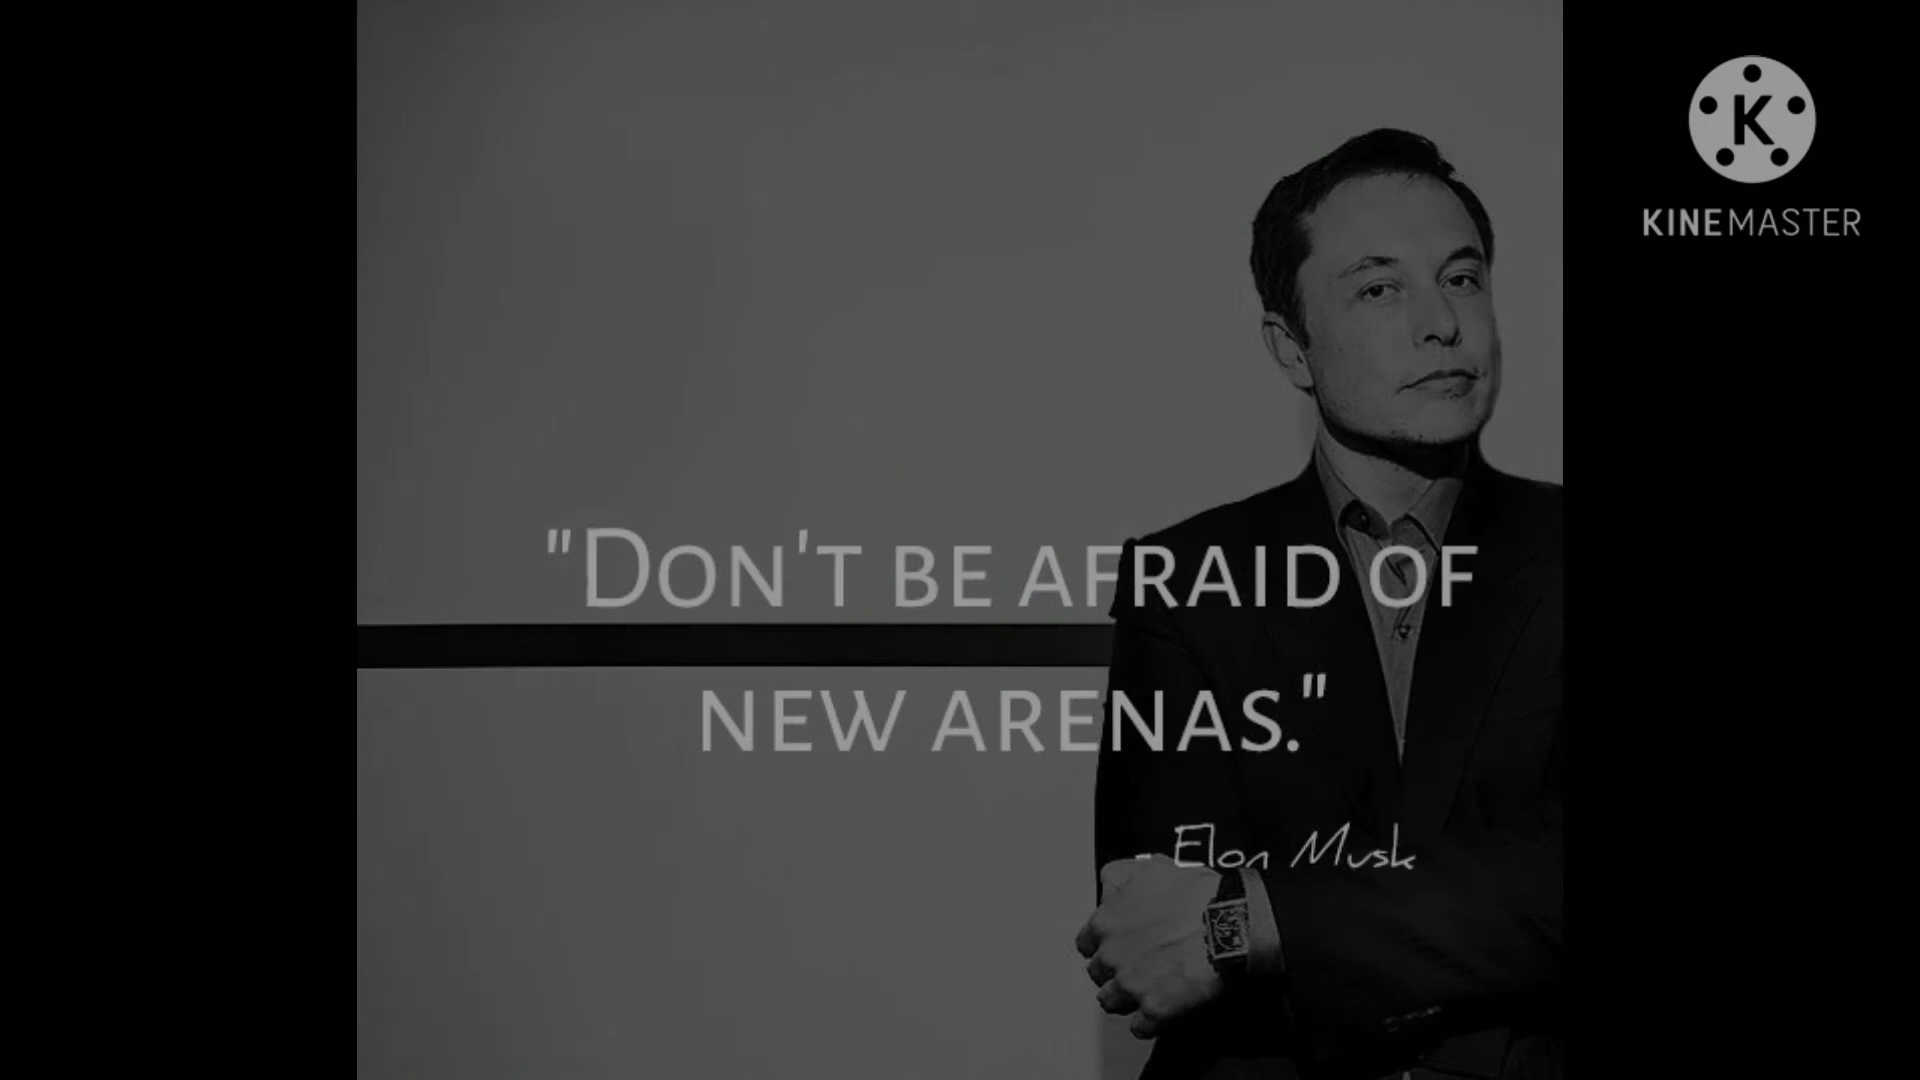 K
KINEMASTER
"DON'T BE AFRAID OF
NEW ARENAS."
- Elon Musk